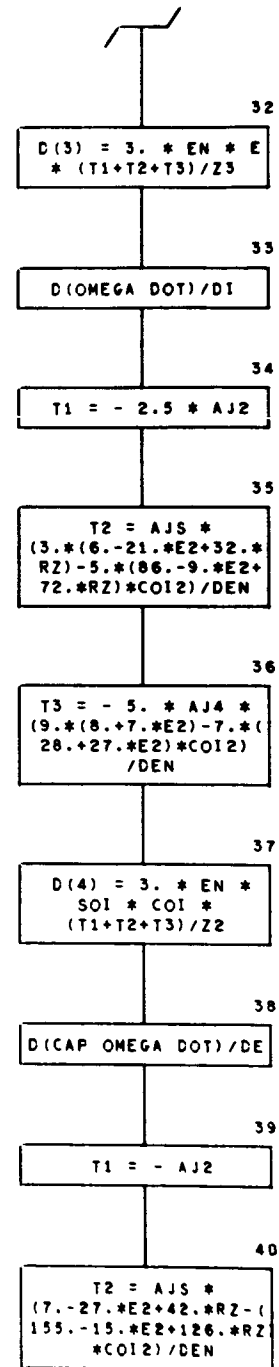 32
D(3) = 3. * EN * E
* (T1+T2+T3)/Z3
33
D(OMEGA DOT)/DI
34
T1 = - 2.5 * AJ2
35
T2 = AJS *
(3.*(6.-21.*E2+32.*
RZ)-5.*(86.-9.*E2+
72.*RZ)*COI2)/DEN
36
T3 = - 5. * AJ4 *
(9.*(8.+7.*E2)-7.*(
28.+27.*E2)*COI2)
/DEN
37
D(4) = 3. * EN *
SOI * COI *
(T1+T2+T3)/Z2
38
D(CAP OMEGA DOT)/DE
39
T1 = - AJ2
40
T2 = AJS *
(7.-27.*E2+42.*RZ-(
155.-15.*E2+126.*RZ)
*COI2)/DEN